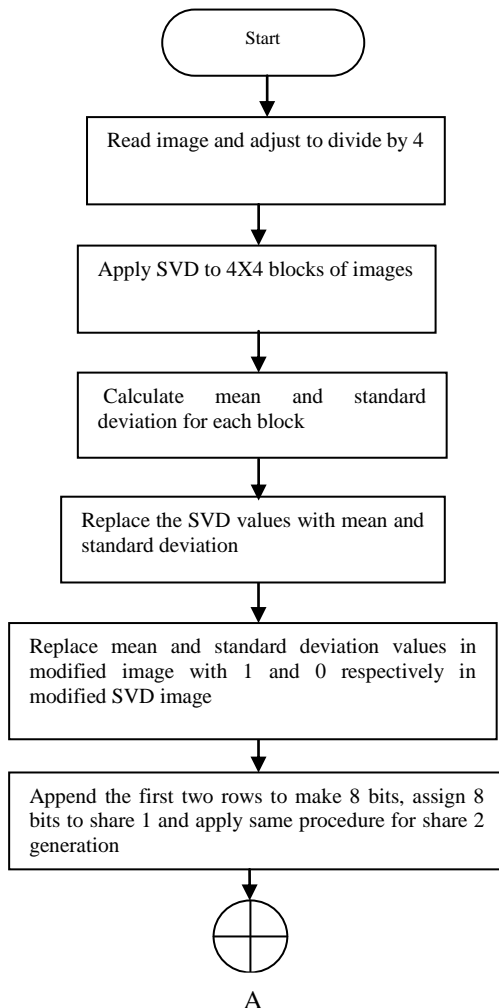 Start
Read image and adjust to divide by 4
Apply SVD to 4X4 blocks of images
Calculate mean and standard
deviation for each block
Replace the SVD values with mean and
standard deviation
Replace mean and standard deviation values in
modified image with 1 and 0 respectively in
modified SVD image
Append the first two rows to make 8 bits, assign 8
bits to share 1 and apply same procedure for share 2
generation
A